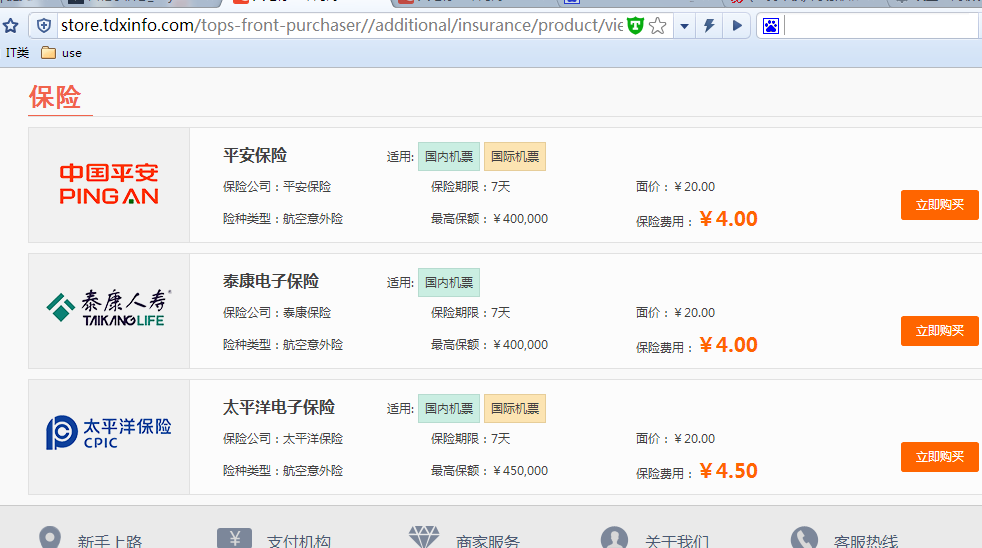 store.tdxinfo.com/tops-front-purchaser//additional/insurance/product/vie
IT类 use
保险
中国平安
PING AN
平安保险 适用: 国内机票 国际机票
保险公司：平安保险 保险期限：7天 面价：￥20.00
险种类型：航空意外险 最高保额：￥400,000 保险费用： ￥4.00
立即购买
泰康人寿®
TAIKANG LIFE
泰康电子保险 适用: 国内机票
保险公司：泰康保险 保险期限：7天 面价：￥20.00
险种类型：航空意外险 最高保额：￥400,000 保险费用： ￥4.00
立即购买
太平洋保险
CPIC
太平洋电子保险 适用: 国内机票 国际机票
保险公司：太平洋保险 保险期限：7天 面价：￥20.00
险种类型：航空意外险 最高保额：￥450,000 保险费用： ￥4.50
立即购买
新手上路 支付机构 商家服务 关于我们 客服热线